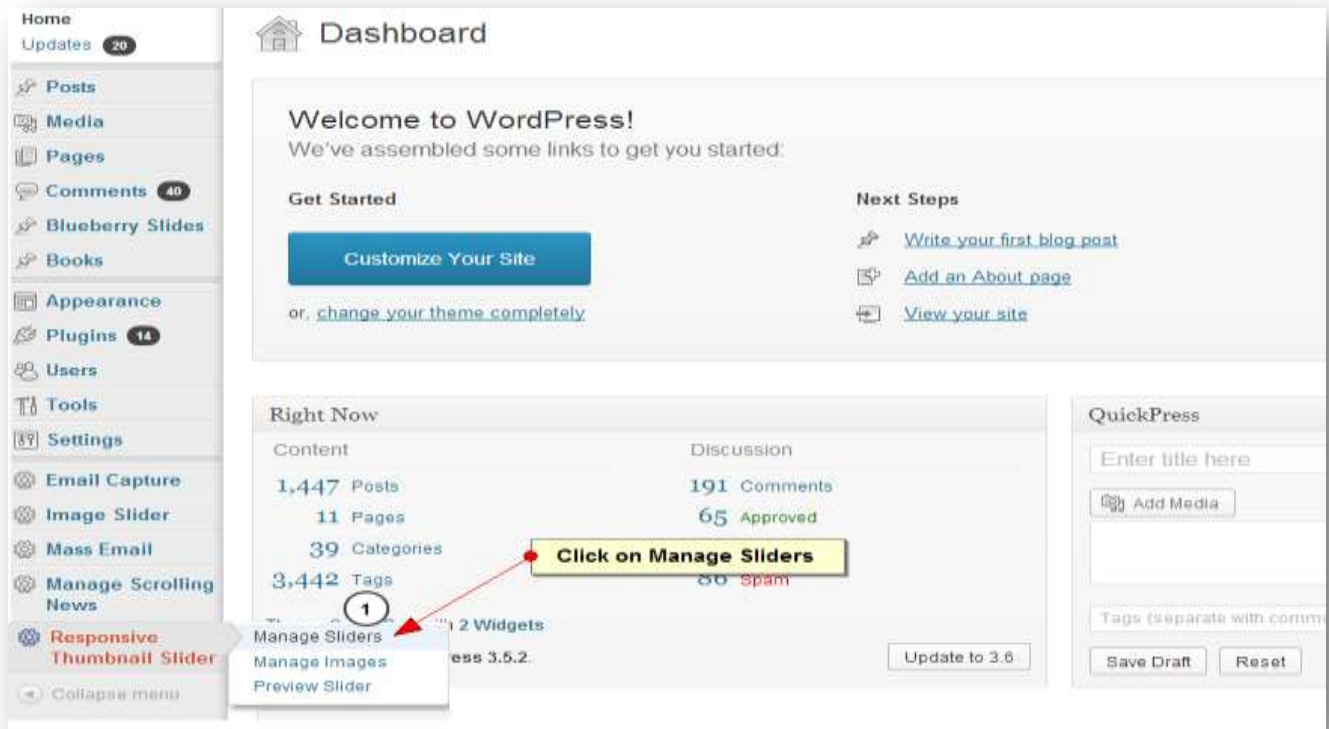 Home
Updates 20
Posts
Media
Pages
Comments 40
Blueberry Slides
Books
Appearance
Plugins 14
Users
Tools
Settings
Email Capture
Image Slider
Mass Email
Manage Scrolling
News
Responsive
Thumbnail Slider
Collapse menu
Dashboard
Welcome to WordPress!
We've assembled some links to get you started:
Get Started
Customize Your Site
or, change your theme completely
Next Steps
Write your first blog post
Add an About page
View your site
Right Now
Content
1,447 Posts
11 Pages
39 Categories
3,442 Tags
Discussion
191 Comments
65 Approved
86 Spam
Click on Manage Sliders
1
2 Widgets
ess 3.5.2.
Update to 3.6
Manage Sliders
Manage Images
Preview Slider
QuickPress
Enter title here
Add Media
Tags (separate with comma
Save Draft Reset